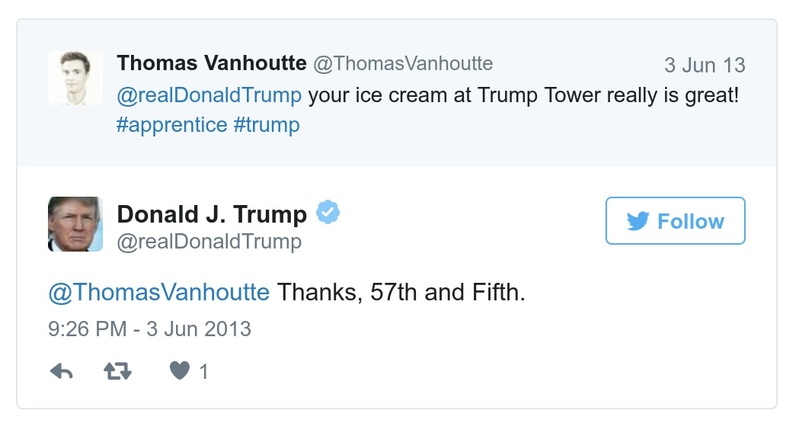 Thomas Vanhoutte @ThomasVanhoutte 3 Jun 13
@realDonaldTrump your ice cream at Trump Tower really is great!
#apprentice #trump
Donald J. Trump
@realDonaldTrump
Follow
@ThomasVanhoutte Thanks, 57th and Fifth.
9:26 PM - 3 Jun 2013
1